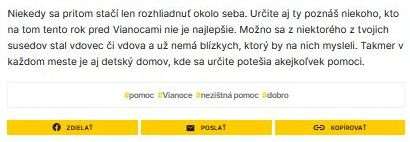 Niekedy sa pritom stačí len rozhliadnuť okolo seba. Určite aj ty poznáš niekoho, kto
na tom tento rok pred Vianocami nie je najlepšie. Možno sa z niektorého z tvojich
susedov stal vdovec či vdova a už nemá blízkych, ktorý by na nich mysleli. Takmer v
každom meste je aj detský domov, kde sa určite potešia akejkoľvek pomoci.
#pomoc #Vianoce #nezištná pomoc #dobro
ZDIEĽAŤ POSLAŤ KOPÍROVAŤ